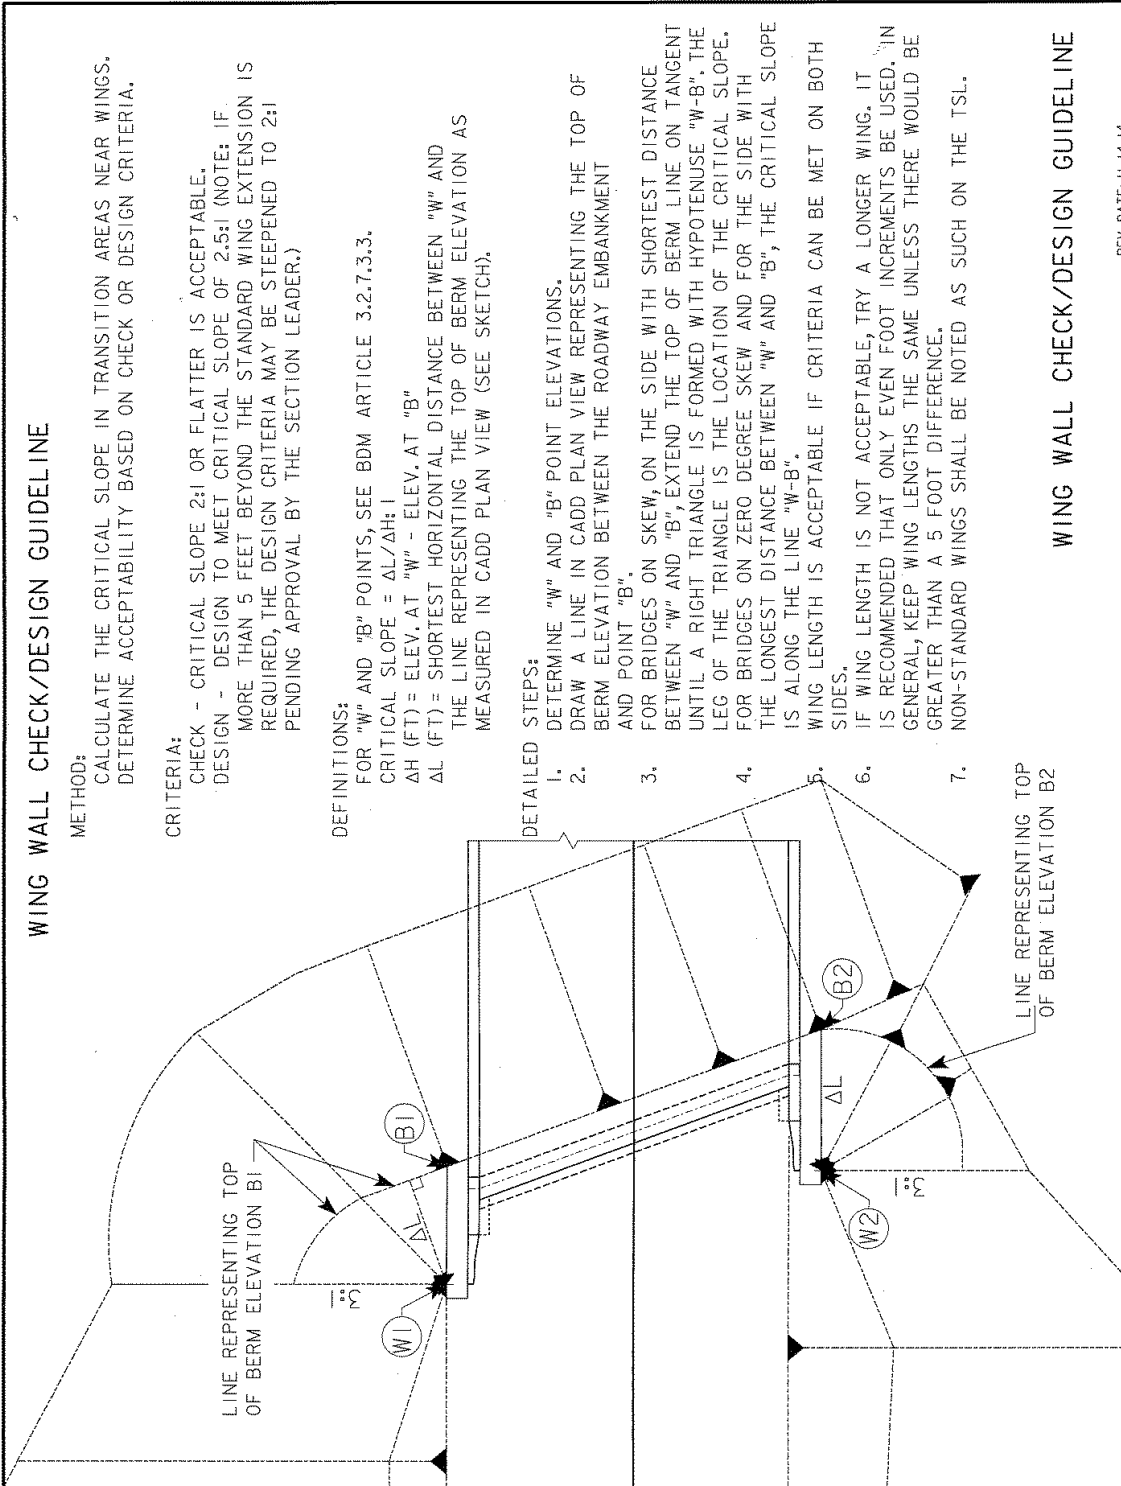 WING WALL CHECK/DESIGN GUIDELINE
METHOD:
CALCULATE THE CRITICAL SLOPE IN TRANSITION AREAS NEAR WINGS.
DETERMINE ACCEPTABILITY BASED ON CHECK OR DESIGN CRITERIA.
CRITERIA:
CHECK - CRITICAL SLOPE 2:1 OR FLATTER IS ACCEPTABLE.
DESIGN - DESIGN TO MEET CRITICAL SLOPE OF 2.5:1 (NOTE: IF
MORE THAN 5 FEET BEYOND THE STANDARD WING EXTENSION IS
REQUIRED, THE DESIGN CRITERIA MAY BE STEEPENED TO 2:1
PENDING APPROVAL BY THE SECTION LEADER.)
DEFINITIONS:
FOR "W" AND "B" POINTS, SEE BDM ARTICLE 3.2.7.3.3.
CRITICAL SLOPE = ΔL/ΔH:1
ΔH (FT) = ELEV. AT "W" - ELEV. AT "B"
ΔL (FT) = SHORTEST HORIZONTAL DISTANCE BETWEEN "W" AND
THE LINE REPRESENTING THE TOP OF BERM ELEVATION AS
MEASURED IN CADD PLAN VIEW (SEE SKETCH).
DETAILED STEPS:
1. DETERMINE "W" AND "B" POINT ELEVATIONS.
2. DRAW A LINE IN CADD PLAN VIEW REPRESENTING THE TOP OF
BERM ELEVATION BETWEEN THE ROADWAY EMBANKMENT
AND POINT "B".
3. FOR BRIDGES ON SKEW, ON THE SIDE WITH SHORTEST DISTANCE
BETWEEN "W" AND "B", EXTEND THE TOP OF BERM LINE ON TANGENT
UNTIL A RIGHT TRIANGLE IS FORMED WITH HYPOTENUSE "W-B". THE
LEG OF THE TRIANGLE IS THE LOCATION OF THE CRITICAL SLOPE.
4. FOR BRIDGES ON ZERO DEGREE SKEW AND FOR THE SIDE WITH
THE LONGEST DISTANCE BETWEEN "W" AND "B", THE CRITICAL SLOPE
IS ALONG THE LINE "W-B".
5. WING LENGTH IS ACCEPTABLE IF CRITERIA CAN BE MET ON BOTH
SIDES.
6. IF WING LENGTH IS NOT ACCEPTABLE, TRY A LONGER WING. IT
IS RECOMMENDED THAT ONLY EVEN FOOT INCREMENTS BE USED. IN
GENERAL, KEEP WING LENGTHS THE SAME UNLESS THERE WOULD BE
GREATER THAN A 5 FOOT DIFFERENCE.
7. NON-STANDARD WINGS SHALL BE NOTED AS SUCH ON THE TSL.
LINE REPRESENTING TOP
OF BERM ELEVATION B1
B1
ΔL
W1
3:1
B2
ΔL
W2
3:1
LINE REPRESENTING TOP
OF BERM ELEVATION B2
WING WALL CHECK/DESIGN GUIDELINE
REV. DATE: